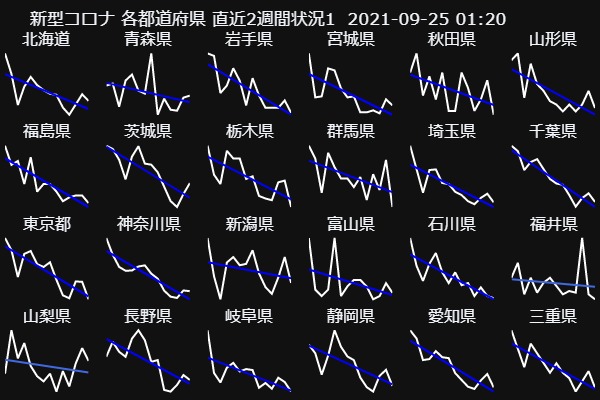 新型コロナ 各都道府県 直近2週間状況1 2021-09-25 01:20
北海道 青森県 岩手県 宮城県 秋田県 山形県
福島県 茨城県 栃木県 群馬県 埼玉県 千葉県
東京都 神奈川県 新潟県 富山県 石川県 福井県
山梨県 長野県 岐阜県 静岡県 愛知県 三重県